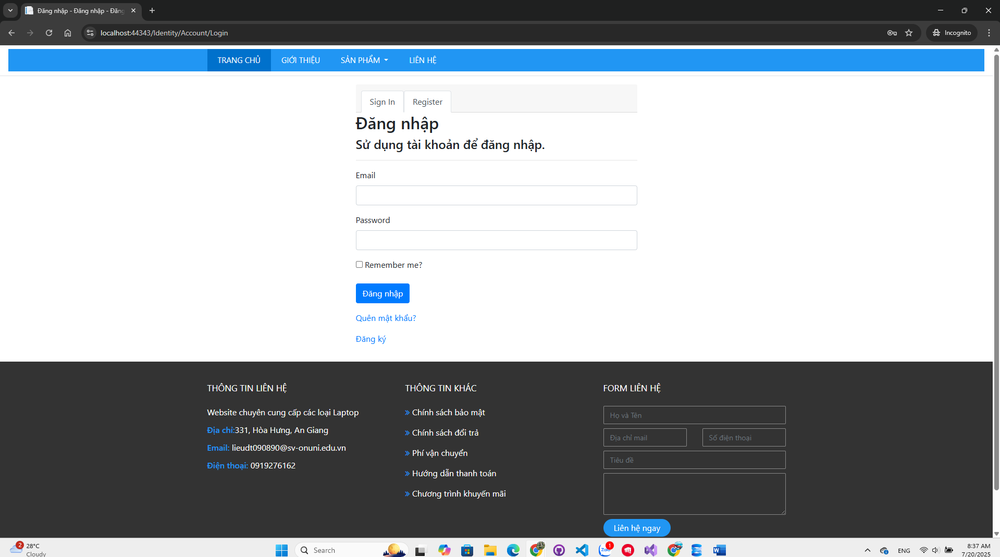 Đăng nhập - Đăng nhập - Đăng
localhost:44343/Identity/Account/Login
Incognito
TRANG CHỦ
GIỚI THIỆU
SẢN PHẨM
LIÊN HỆ
Sign In
Register
Đăng nhập
Sử dụng tài khoản để đăng nhập.
Email
Password
Remember me?
Đăng nhập
Quên mật khẩu?
Đăng ký
THÔNG TIN LIÊN HỆ
Website chuyên cung cấp các loại Laptop
Địa chỉ:331, Hòa Hưng, An Giang
Email: lieudt090890@sv-onuni.edu.vn
Điện thoại: 0919276162
THÔNG TIN KHÁC
» Chính sách bảo mật
» Chính sách đổi trả
» Phí vận chuyển
» Hướng dẫn thanh toán
» Chương trình khuyến mãi
FORM LIÊN HỆ
Họ và Tên
Địa chỉ mail
Số điện thoại
Tiêu đề
Liên hệ ngay
2
28°C
Cloudy
Search
Zalo
1
W
ENG
8:37 AM
7/20/2025